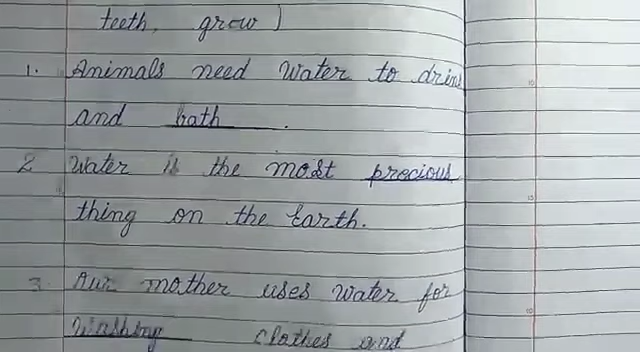 teeth, grow )
1. Animals need Water to drink
and bath .
2 Water is the most precious
thing on the Earth.
3. Our mother uses water for
Washing clothes and